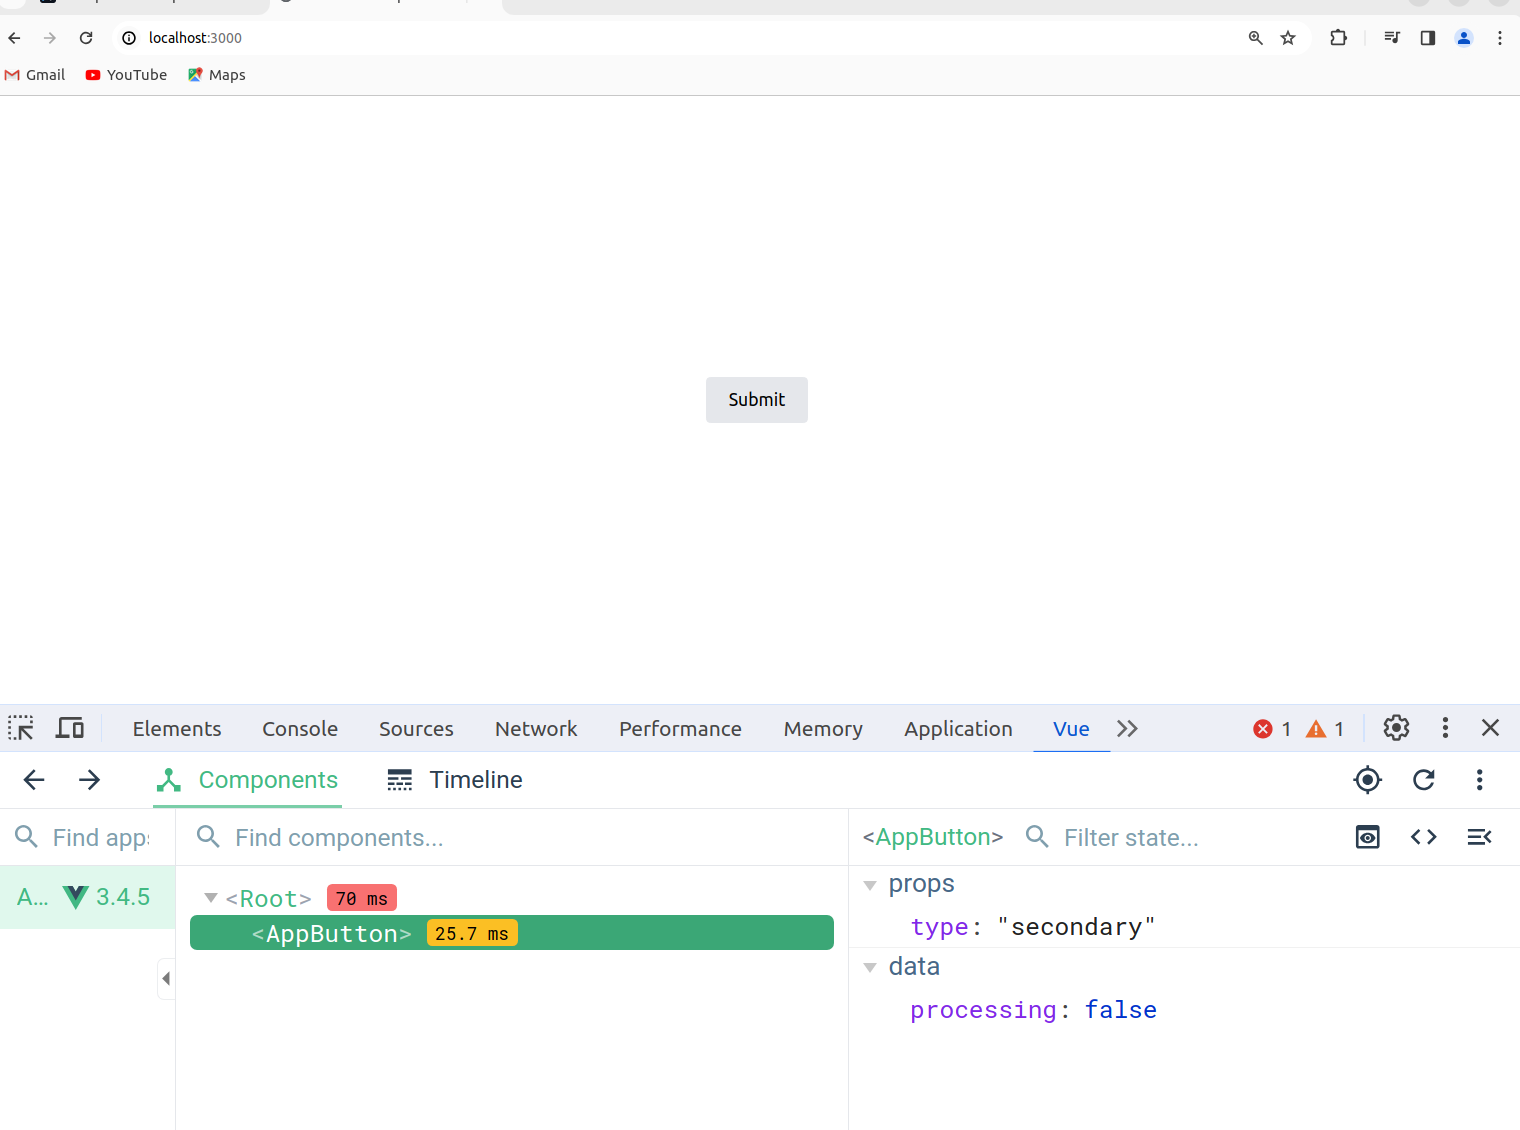 localhost:3000
Gmail YouTube Maps
Submit
Elements Console Sources Network Performance Memory Application Vue 1 1
Components Timeline
Find apps Find components... <AppButton> Filter state...
A... 3.4.5
<Root> 70 ms
<AppButton> 25.7 ms
props
type: "secondary"
data
processing: false